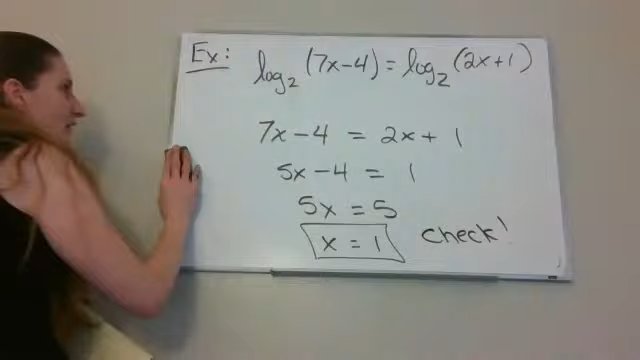 Ex: log₂ (7x-4) = log₂ (2x+1)
7x-4 = 2x+1
5x-4 = 1
5x = 5
x = 1 check!